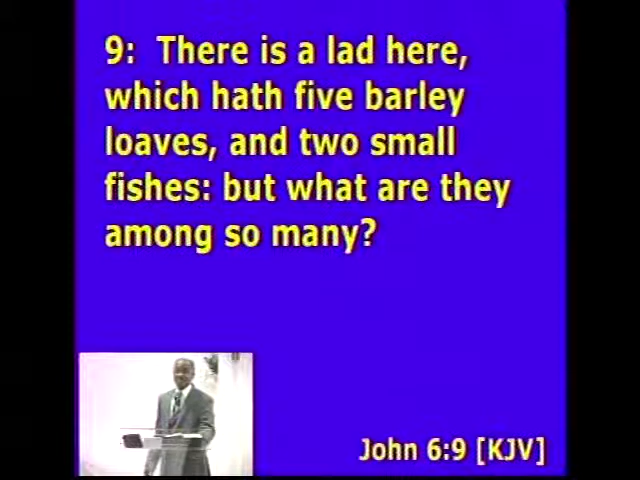 9:  There is a lad here,
which hath five barley
loaves, and two small
fishes: but what are they
among so many?
John 6:9 [KJV]